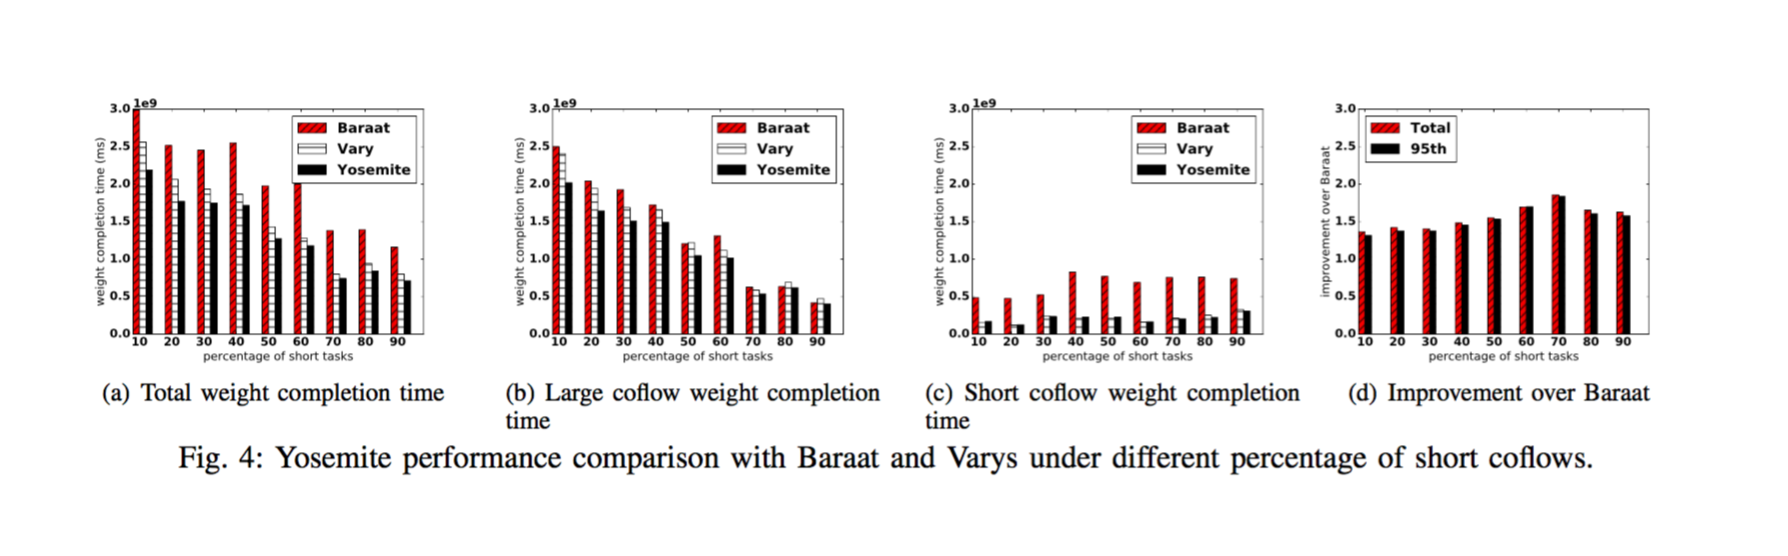 1e9
3.0
2.5
2.0
1.5
1.0
0.5
0.0
weight completion time (ms)
Baraat
Vary
Yosemite
10 20 30 40 50 60 70 80 90
percentage of short tasks
(a) Total weight completion time
1e9
3.0
2.5
2.0
1.5
1.0
0.5
0.0
weight completion time (ms)
Baraat
Vary
Yosemite
10 20 30 40 50 60 70 80 90
percentage of short tasks
(b) Large coflow weight completion
time
1e9
3.0
2.5
2.0
1.5
1.0
0.5
0.0
weight completion time (ms)
Baraat
Vary
Yosemite
10 20 30 40 50 60 70 80 90
percentage of short tasks
(c) Short coflow weight completion
time
3.0
2.5
2.0
1.5
1.0
0.5
0.0
improvement over Baraat
Total
95th
10 20 30 40 50 60 70 80 90
percentage of short tasks
(d) Improvement over Baraat
Fig. 4: Yosemite performance comparison with Baraat and Varys under different percentage of short coflows.